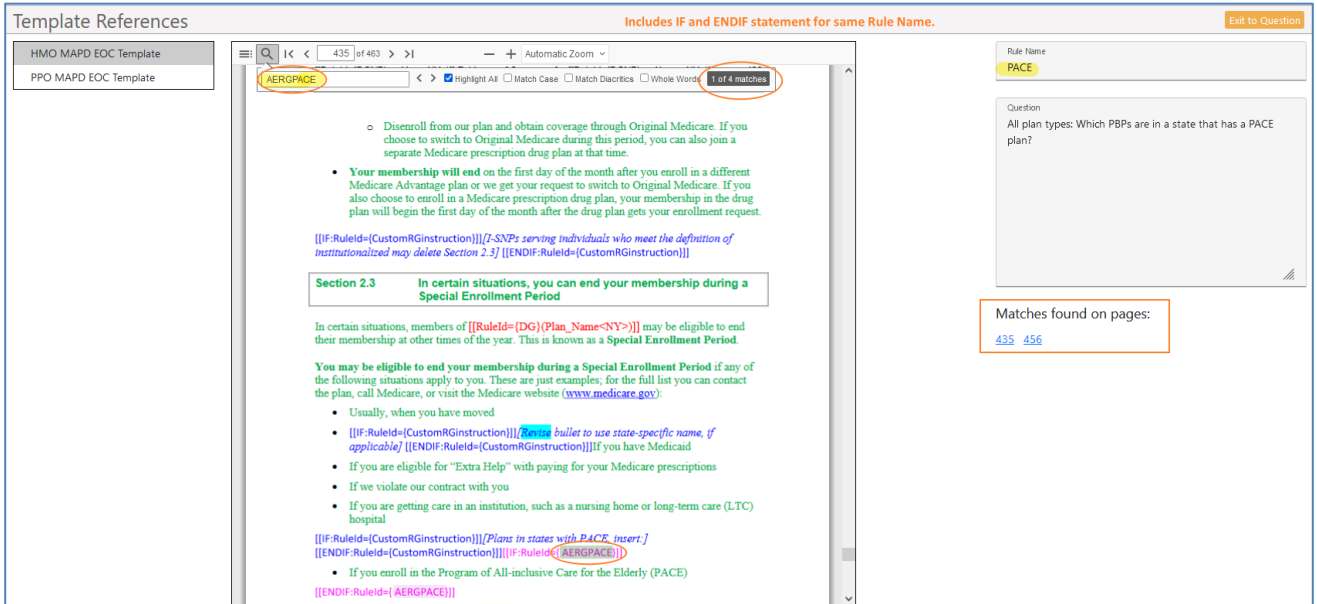 Template References
Includes IF and ENDIF statement for same Rule Name.
Exit to Question
HMO MAPD EOC Template
PPO MAPD EOC Template
435 of 463
Automatic Zoom
AERGPACE
Highlight All
Match Case
Match Diacritics
Whole Words
1 of 4 matches
o Disenroll from our plan and obtain coverage through Original Medicare. If you
choose to switch to Original Medicare during this period, you can also join a
separate Medicare prescription drug plan at that time.
• Your membership will end on the first day of the month after you enroll in a different
Medicare Advantage plan or we get your request to switch to Original Medicare. If you
also choose to enroll in a Medicare prescription drug plan, your membership in the drug
plan will begin the first day of the month after the drug plan gets your enrollment request.
[[IF:RuleId={CustomRGinstruction}]][I-SNPs serving individuals who meet the definition of
institutionalized may delete Section 2.3] [[ENDIF:RuleId={CustomRGinstruction}]]
Section 2.3 In certain situations, you can end your membership during a
Special Enrollment Period
In certain situations, members of [[RuleId={DG}(Plan_Name<NY>)]] may be eligible to end
their membership at other times of the year. This is known as a Special Enrollment Period.
You may be eligible to end your membership during a Special Enrollment Period if any of
the following situations apply to you. These are just examples; for the full list you can contact
the plan, call Medicare, or visit the Medicare website (www.medicare.gov):
• Usually, when you have moved
• [[IF:RuleId={CustomRGinstruction}]][Revise bullet to use state-specific name, if
applicable] [[ENDIF:RuleId={CustomRGinstruction}]]If you have Medicaid
• If you are eligible for “Extra Help” with paying for your Medicare prescriptions
• If we violate our contract with you
• If you are getting care in an institution, such as a nursing home or long-term care (LTC)
hospital
[[IF:RuleId={CustomRGinstruction}]][Plans in states with PACE, insert:]
[[ENDIF:RuleId={CustomRGinstruction}]][[IF:RuleId={ AERGPACE}]]
• If you enroll in the Program of All-inclusive Care for the Elderly (PACE)
[[ENDIF:RuleId={ AERGPACE}]]
Rule Name
PACE
Question
All plan types: Which PBPs are in a state that has a PACE
plan?
Matches found on pages:
435 456